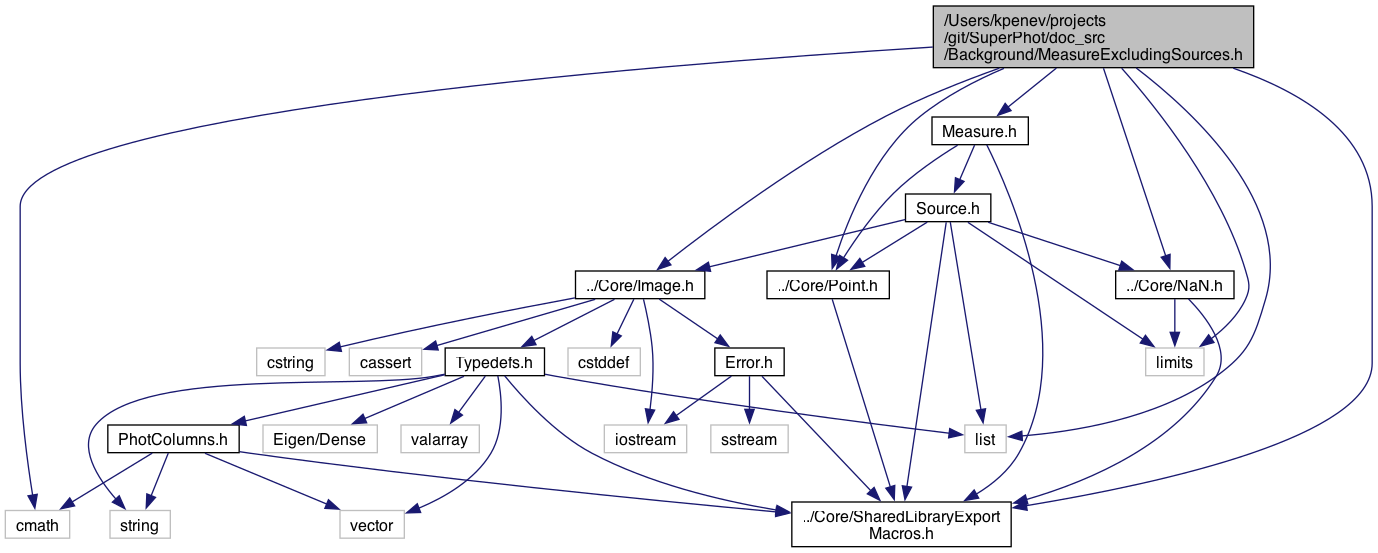 /Users/kpenev/projects
/git/SuperPhot/doc_src
/Background/MeasureExcludingSources.h
Measure.h
Source.h
../Core/Image.h
../Core/Point.h
../Core/NaN.h
cstring
cassert
Typedefs.h
cstddef
Error.h
limits
PhotColumns.h
Eigen/Dense
valarray
iostream
sstream
list
cmath
string
vector
../Core/SharedLibraryExport
Macros.h